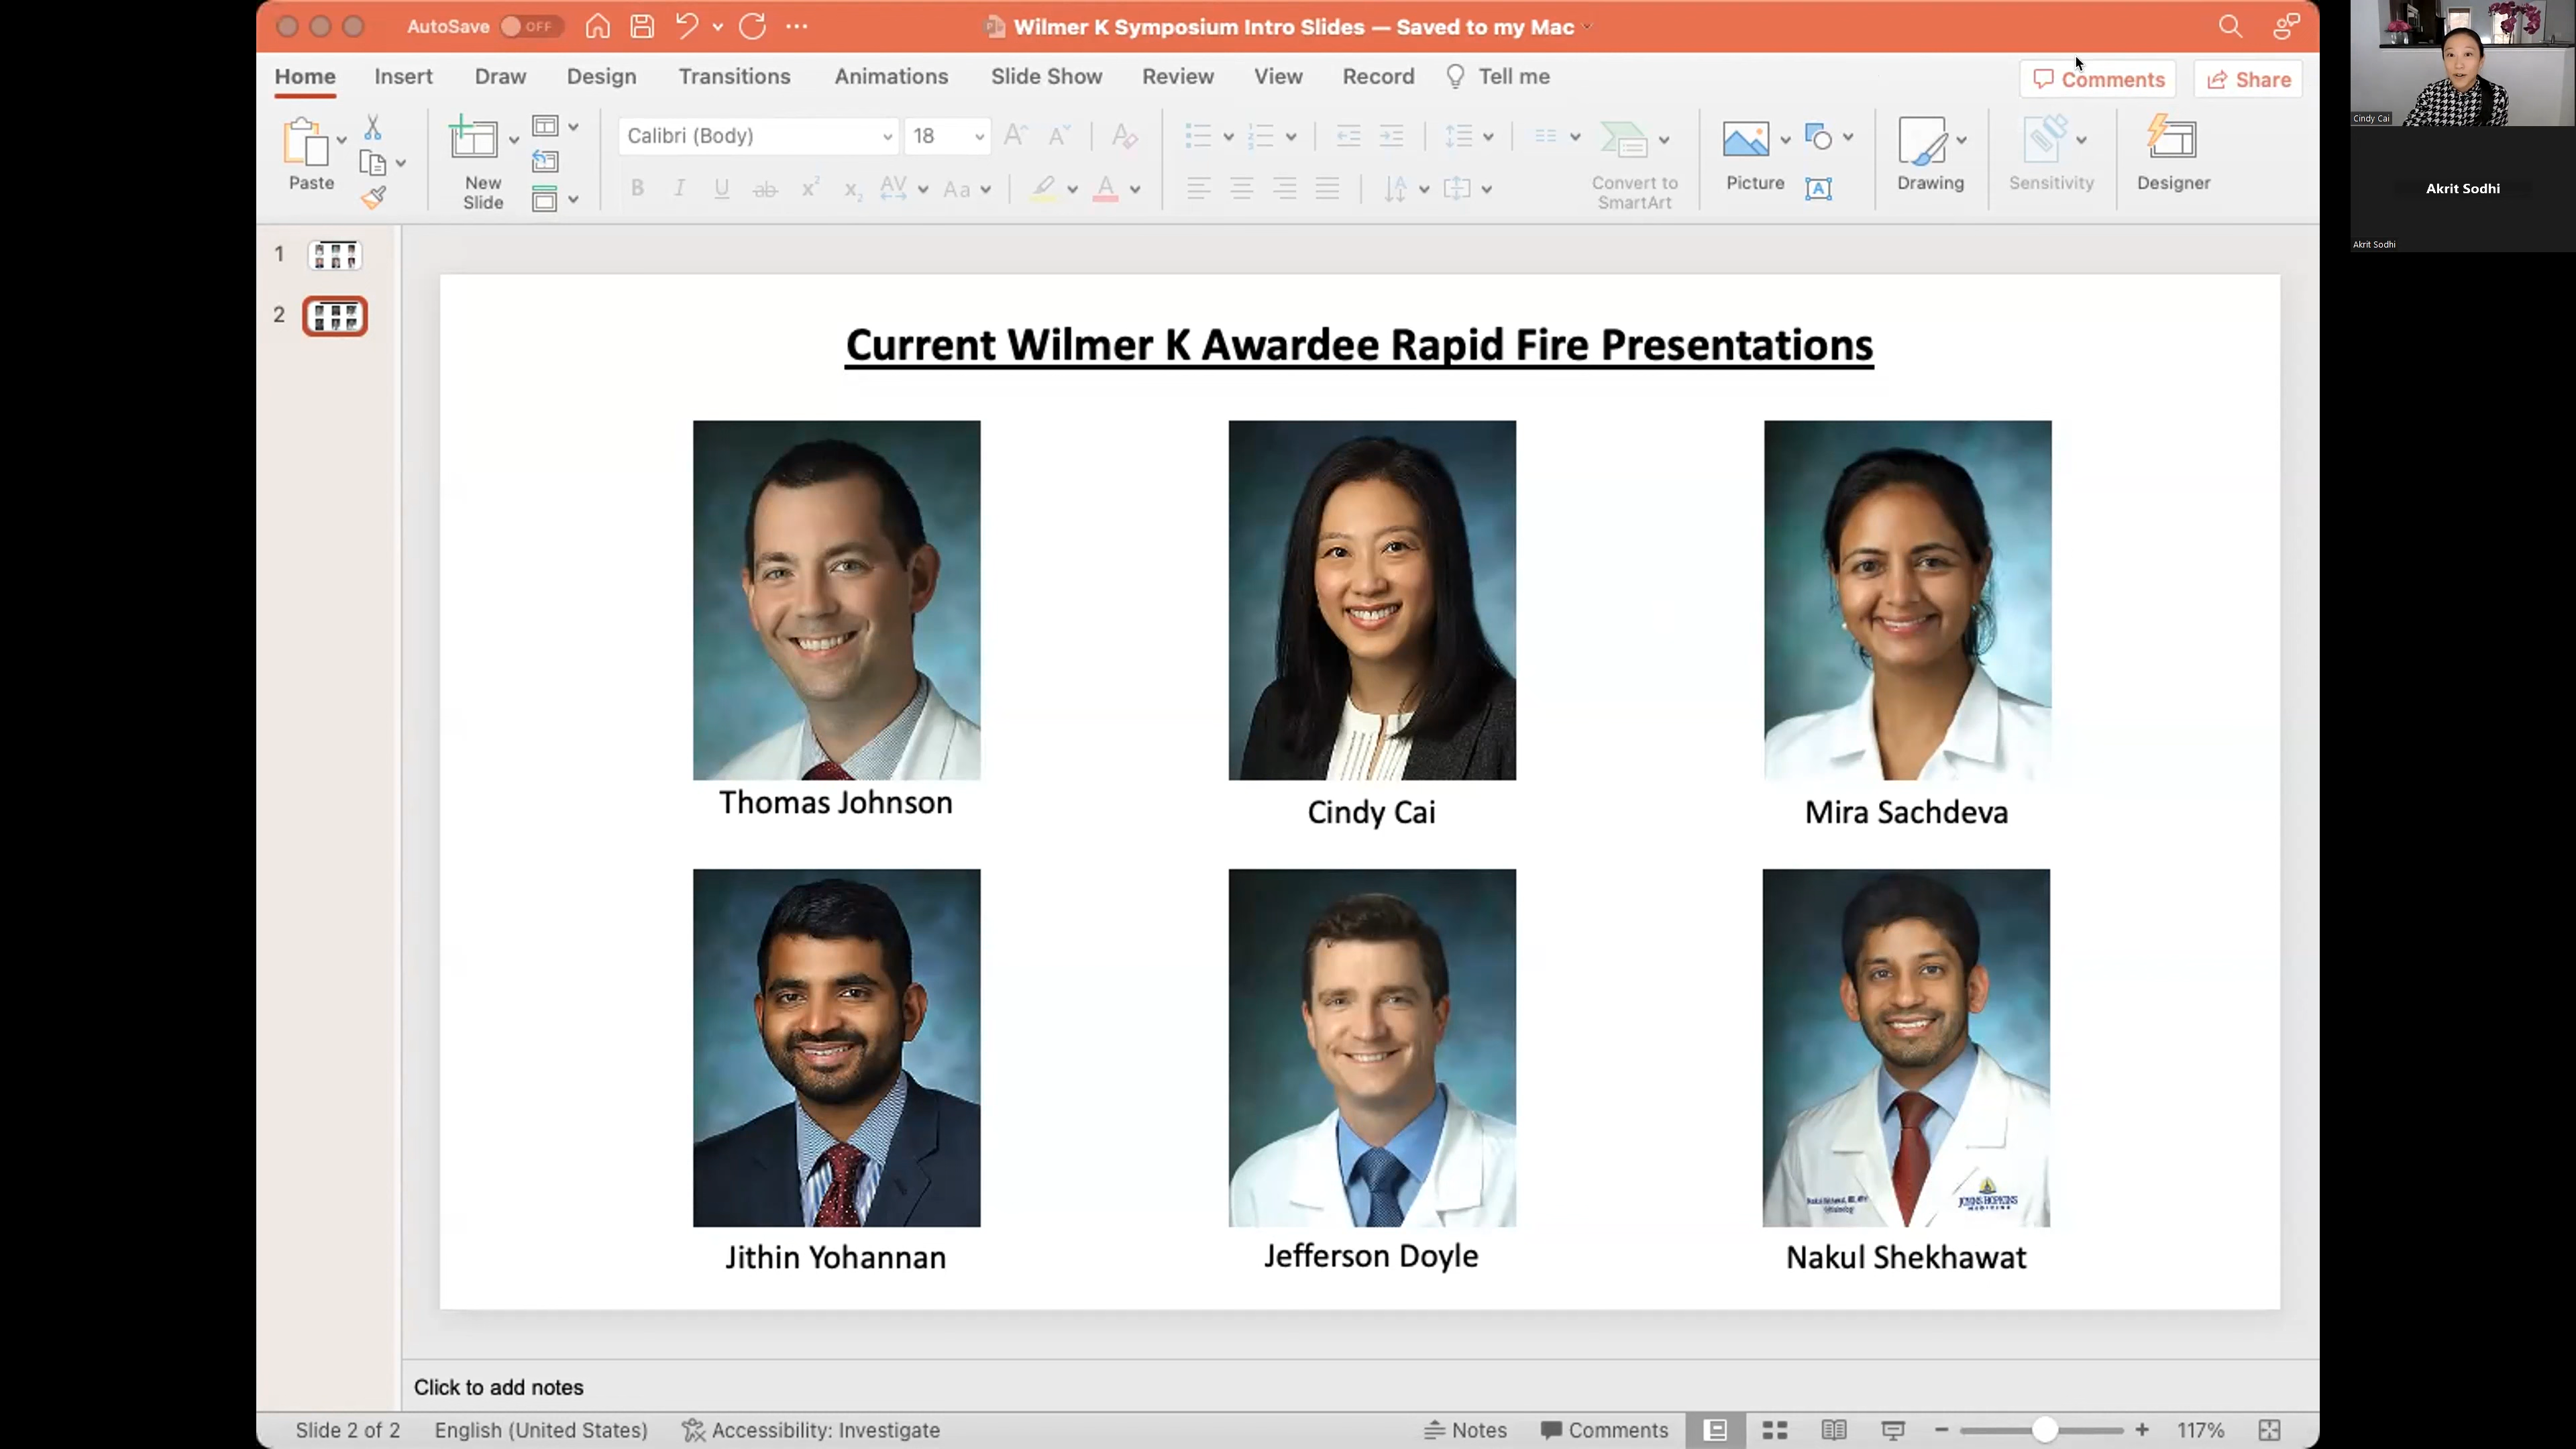 AutoSave OFF
Wilmer K Symposium Intro Slides — Saved to my Mac
Home Insert Draw Design Transitions Animations Slide Show Review View Record Tell me
Comments Share
Paste
New
Slide
Calibri (Body) 18
Convert to
SmartArt
Picture
Drawing
Sensitivity
Designer
Cindy Cai
Akrit Sodhi
Akrit Sodhi
1
2
Current Wilmer K Awardee Rapid Fire Presentations
Thomas Johnson
Cindy Cai
Mira Sachdeva
JOHNS HOPKINS
MEDICINE
Jithin Yohannan
Jefferson Doyle
Nakul Shekhawat
Click to add notes
Slide 2 of 2 English (United States) Accessibility: Investigate Notes Comments 117%